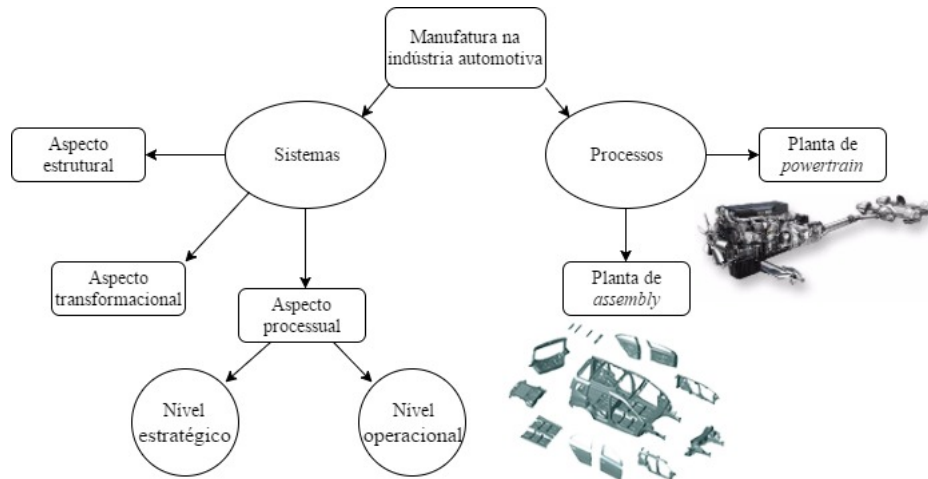 Manufatura na
indústria automotiva
Sistemas
Processos
Aspecto
estrutural
Planta de
powertrain
Aspecto
transformacional
Aspecto
processual
Planta de
assembly
Nível
estratégico
Nível
operacional